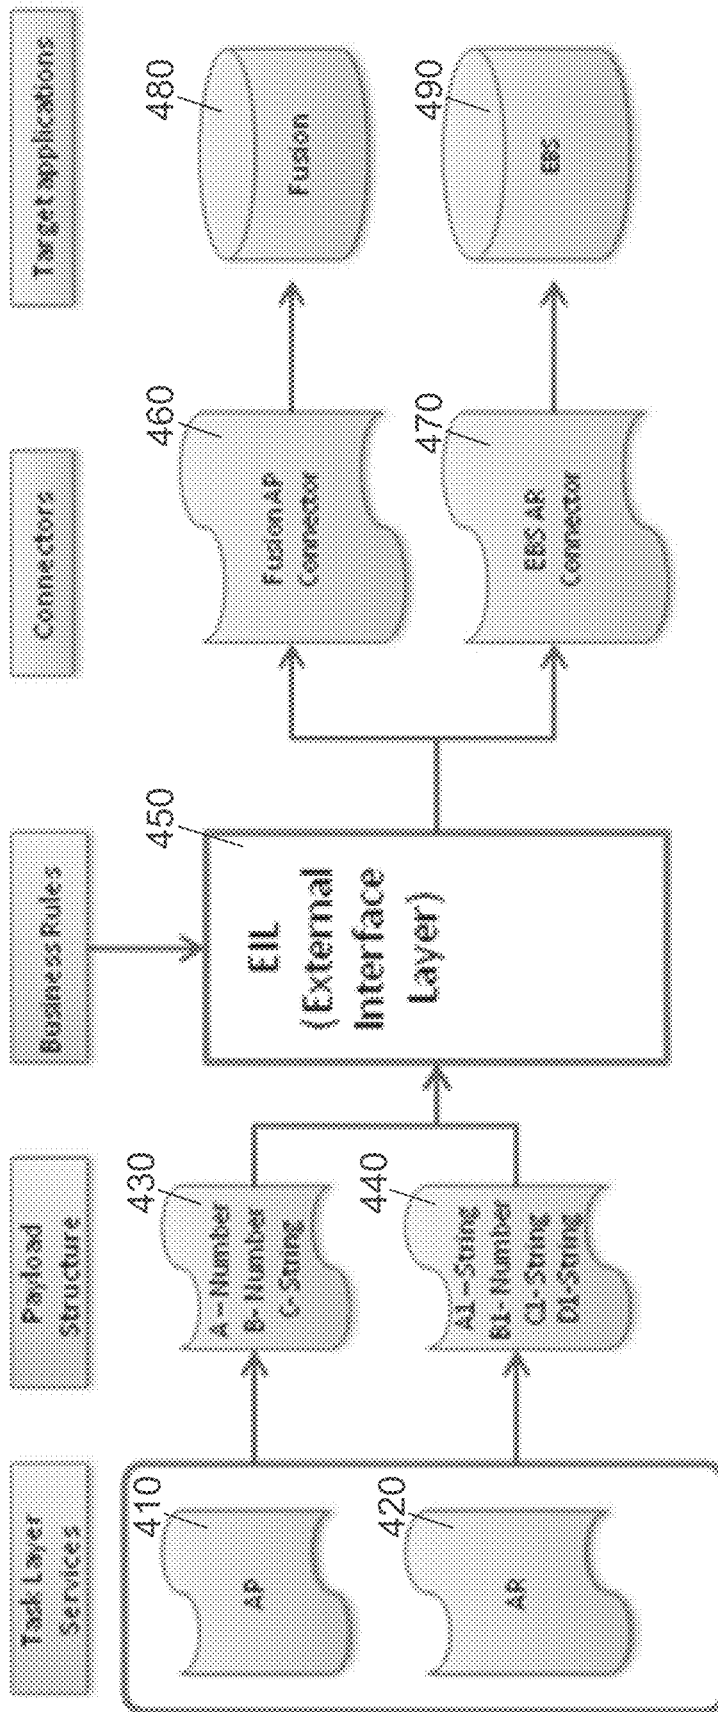 Task Layer
Services
Payload
Structure
Business Rules
Connectors
Target applications
410
AP
420
AR
430
A – Number
B- Number
C- String
440
A1 – String
B1- Number
C1- String
D1-String
450
EIL
(External
Interface
Layer)
460
Fusion AP
Connector
470
EBS AR
Connector
480
Fusion
490
EBS